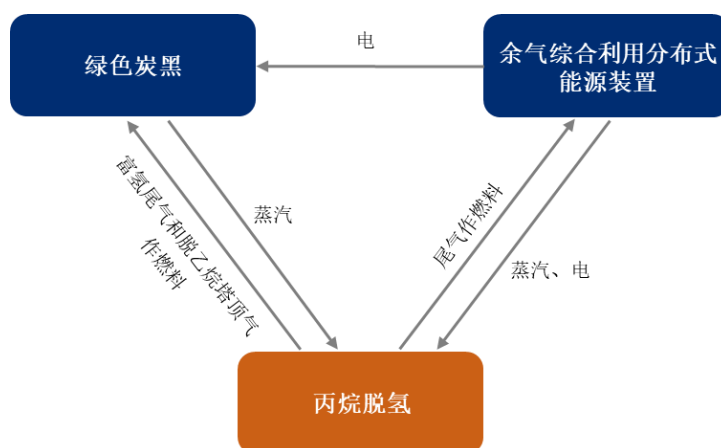 电
绿色炭黑
余气综合利用分布式
能源装置
富氢尾气和脱乙烷塔顶气
作燃料
蒸汽
尾气作燃料
蒸汽、电
丙烷脱氢